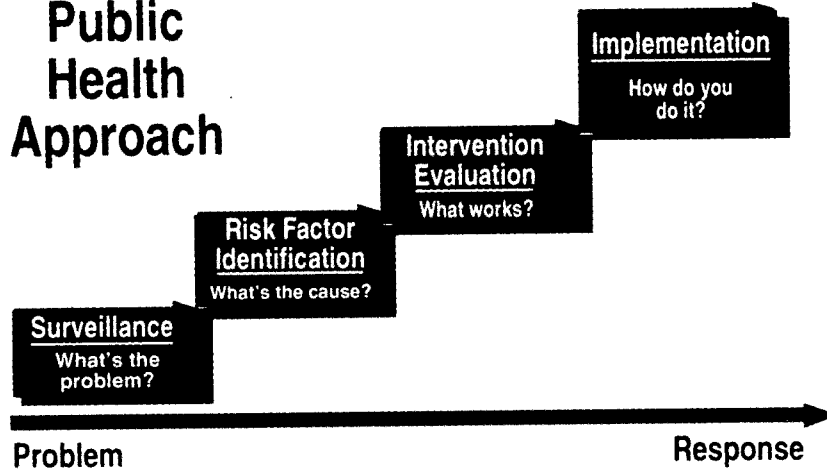 Public
Health
Approach
Implementation
How do you
do it?
Intervention
Evaluation
What works?
Risk Factor
Identification
What's the cause?
Surveillance
What's the
problem?
Problem
Response